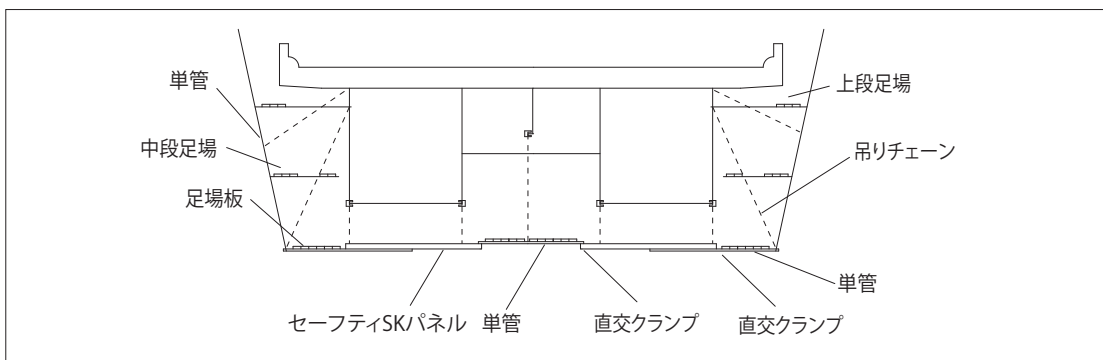 単管
上段足場
中段足場
吊りチェーン
足場板
単管
セーフティSKパネル
単管
直交クランプ
直交クランプ